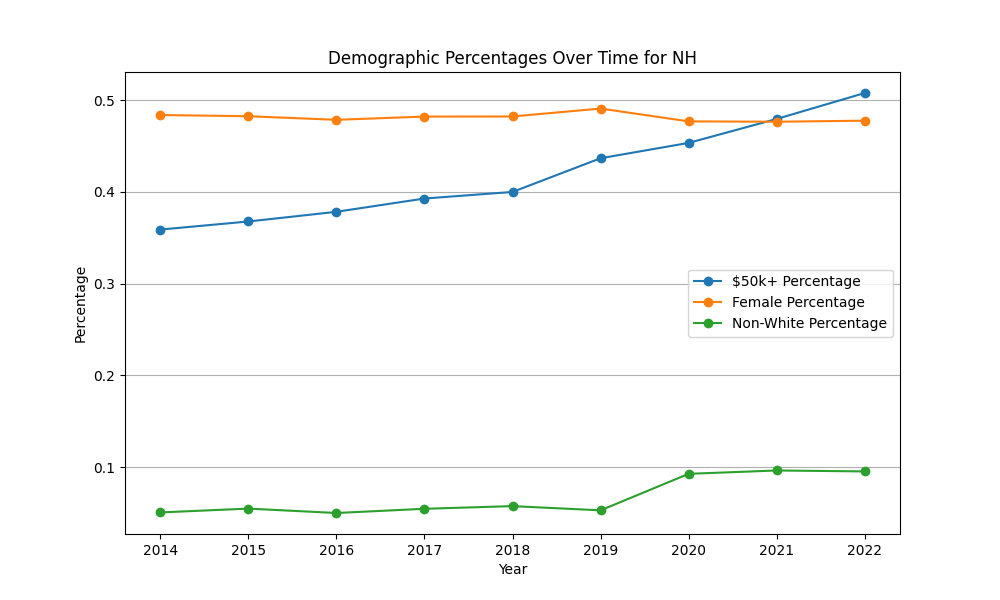 Demographic Percentages Over Time for NH
Percentage
0.5
0.4
0.3
0.2
0.1
$50k+ Percentage
Female Percentage
Non-White Percentage
2014 2015 2016 2017 2018 2019 2020 2021 2022
Year